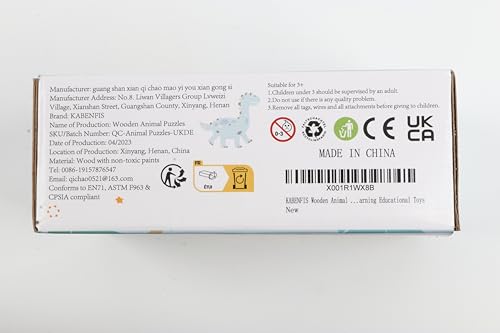 Manufacturer: guang shan xian qi chao mao yi you xian gong si
Manufacturer Address: No.8. Liwan Villagers Group Lvweizi
Village, Xianshan Street, Guangshan County, Xinyang, Henan
Brand: KABENFIS
Name of Production: Wooden Animal Puzzles
SKU/Batch Number: QC-Animal Puzzles-UKDE
Date of Production: 04/2023
Location of Production: Xinyang, Henan, China
Material: Wood with non-toxic paints
Tel: 0086-19157876547
Email: qichao0521@163.com
Conforms to EN71, ASTM F963 &
CPSIA compliant
Suitable for 3+
1.Children under 3 should be supervised by an adult.
2.Do not use if there is any quality problem.
3.Remove all tags, wires and all attachments before giving to children.
0-3
CE
UK
CA
MADE IN CHINA
X001R1WX8B
KABENFIS Wooden Animal ...arning Educational Toys
New